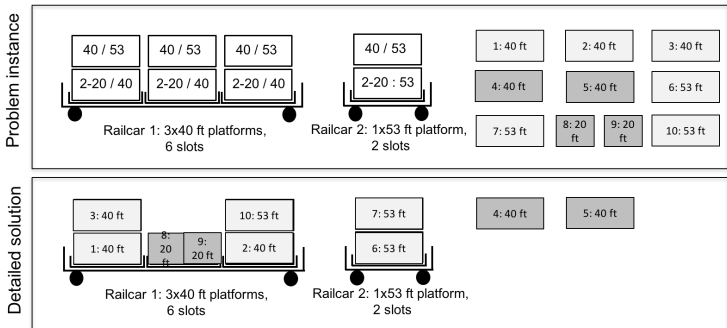 Problem instance
40 / 53
40 / 53
40 / 53
2-20 / 40
2-20 / 40
2-20 / 40
Railcar 1: 3x40 ft platforms,
6 slots
40 / 53
2-20 : 53
Railcar 2: 1x53 ft platform,
2 slots
1: 40 ft
2: 40 ft
3: 40 ft
4: 40 ft
5: 40 ft
6: 53 ft
7: 53 ft
8: 20
ft
9: 20
ft
10: 53 ft
Detailed solution
3: 40 ft
10: 53 ft
1: 40 ft
8:
20
ft
9:
20 ft
2: 40 ft
Railcar 1: 3x40 ft platforms,
6 slots
7: 53 ft
6: 53 ft
Railcar 2: 1x53 ft platform,
2 slots
4: 40 ft
5: 40 ft